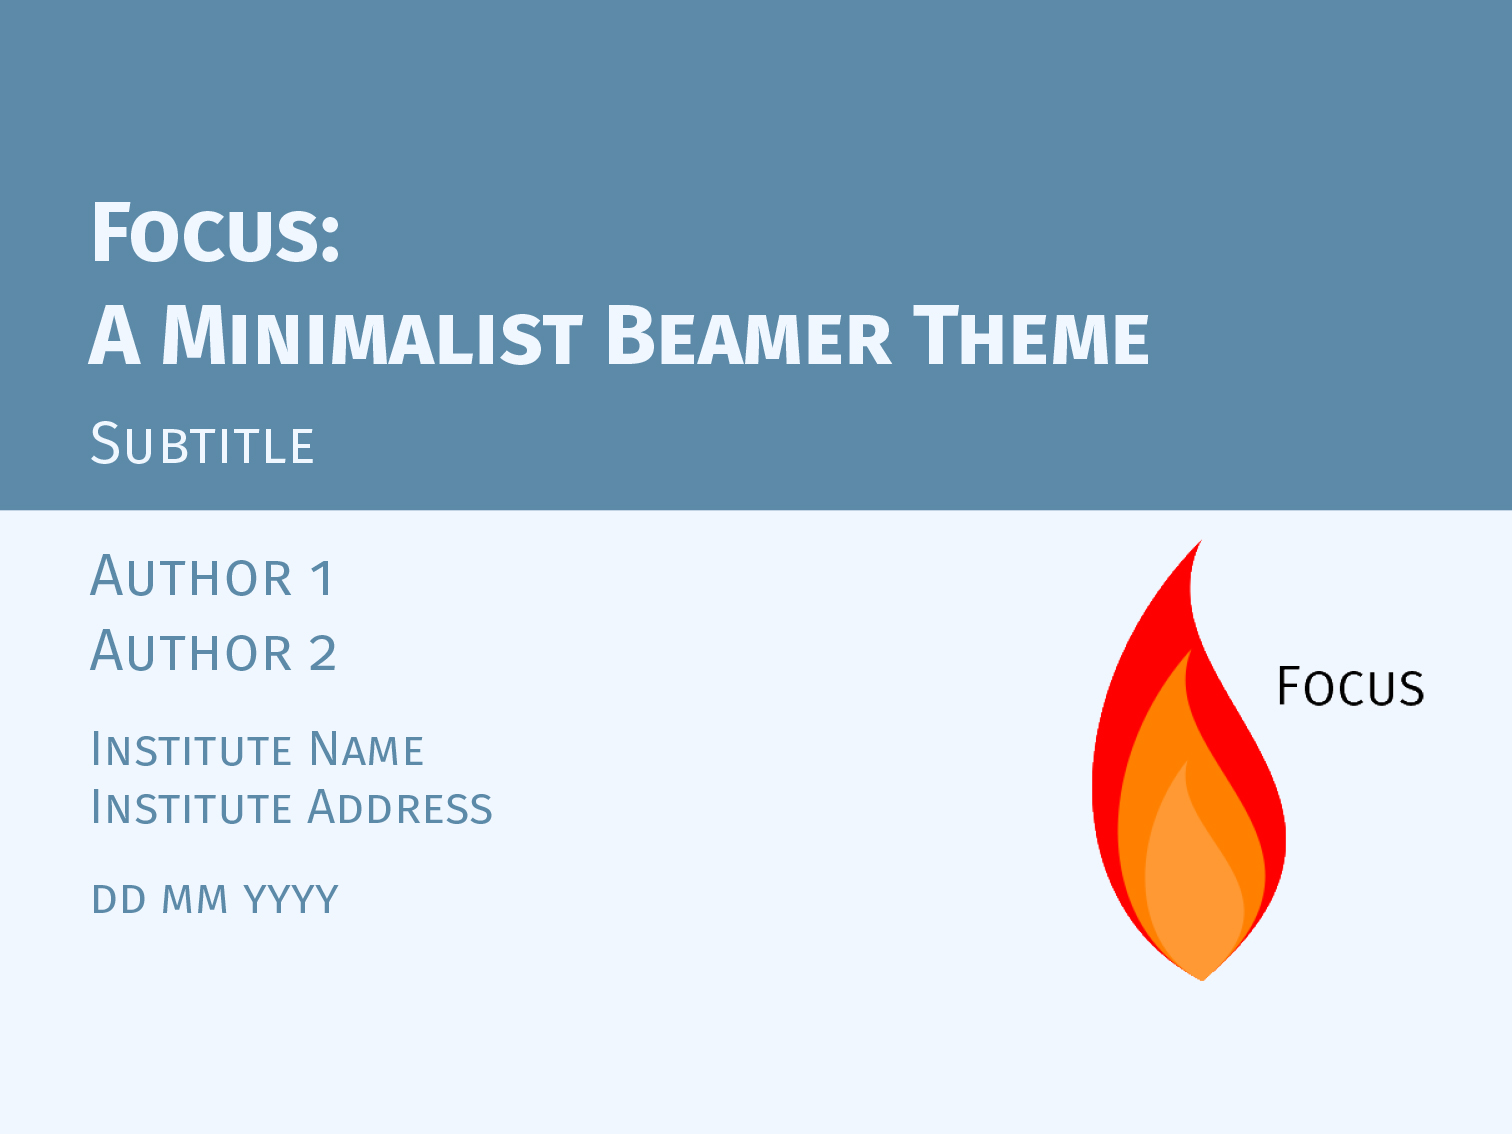 Focus:
A Minimalist Beamer Theme
Subtitle
Author 1
Author 2
Institute Name
Institute Address
dd mm yyyy
Focus